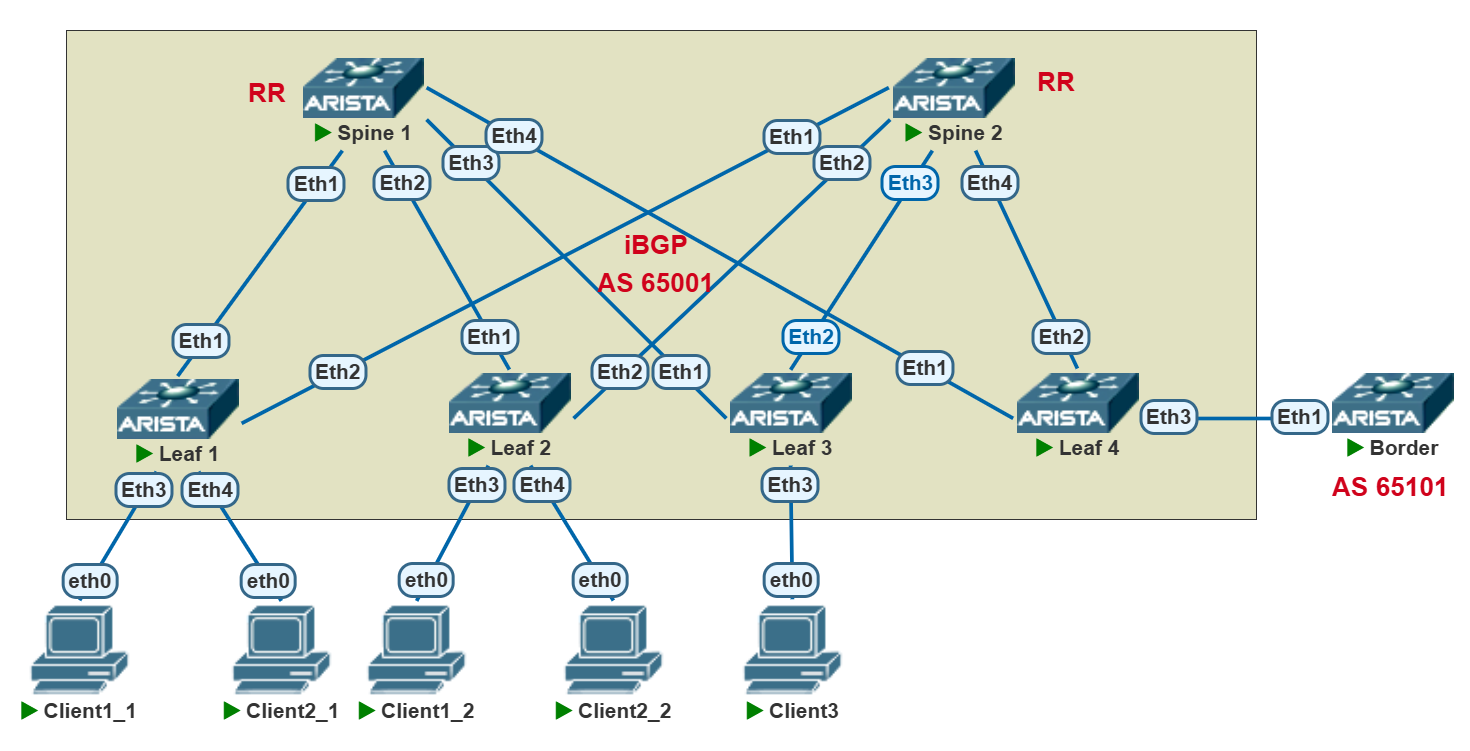 ARISTA
ARISTA
RR
RR
Spine 1
Spine 2
Eth4
Eth1
Eth3
Eth2
Eth1
Eth2
Eth3
Eth4
iBGP
AS 65001
Eth1
Eth1
Eth2
Eth2
Eth2
Eth2
Eth1
Eth1
ARISTA
ARISTA
ARISTA
ARISTA
Eth3
Eth1
ARISTA
Leaf 1
Leaf 2
Leaf 3
Leaf 4
Border
AS 65101
Eth3
Eth4
Eth3
Eth4
Eth3
eth0
eth0
eth0
eth0
eth0
Client1_1
Client2_1
Client1_2
Client2_2
Client3